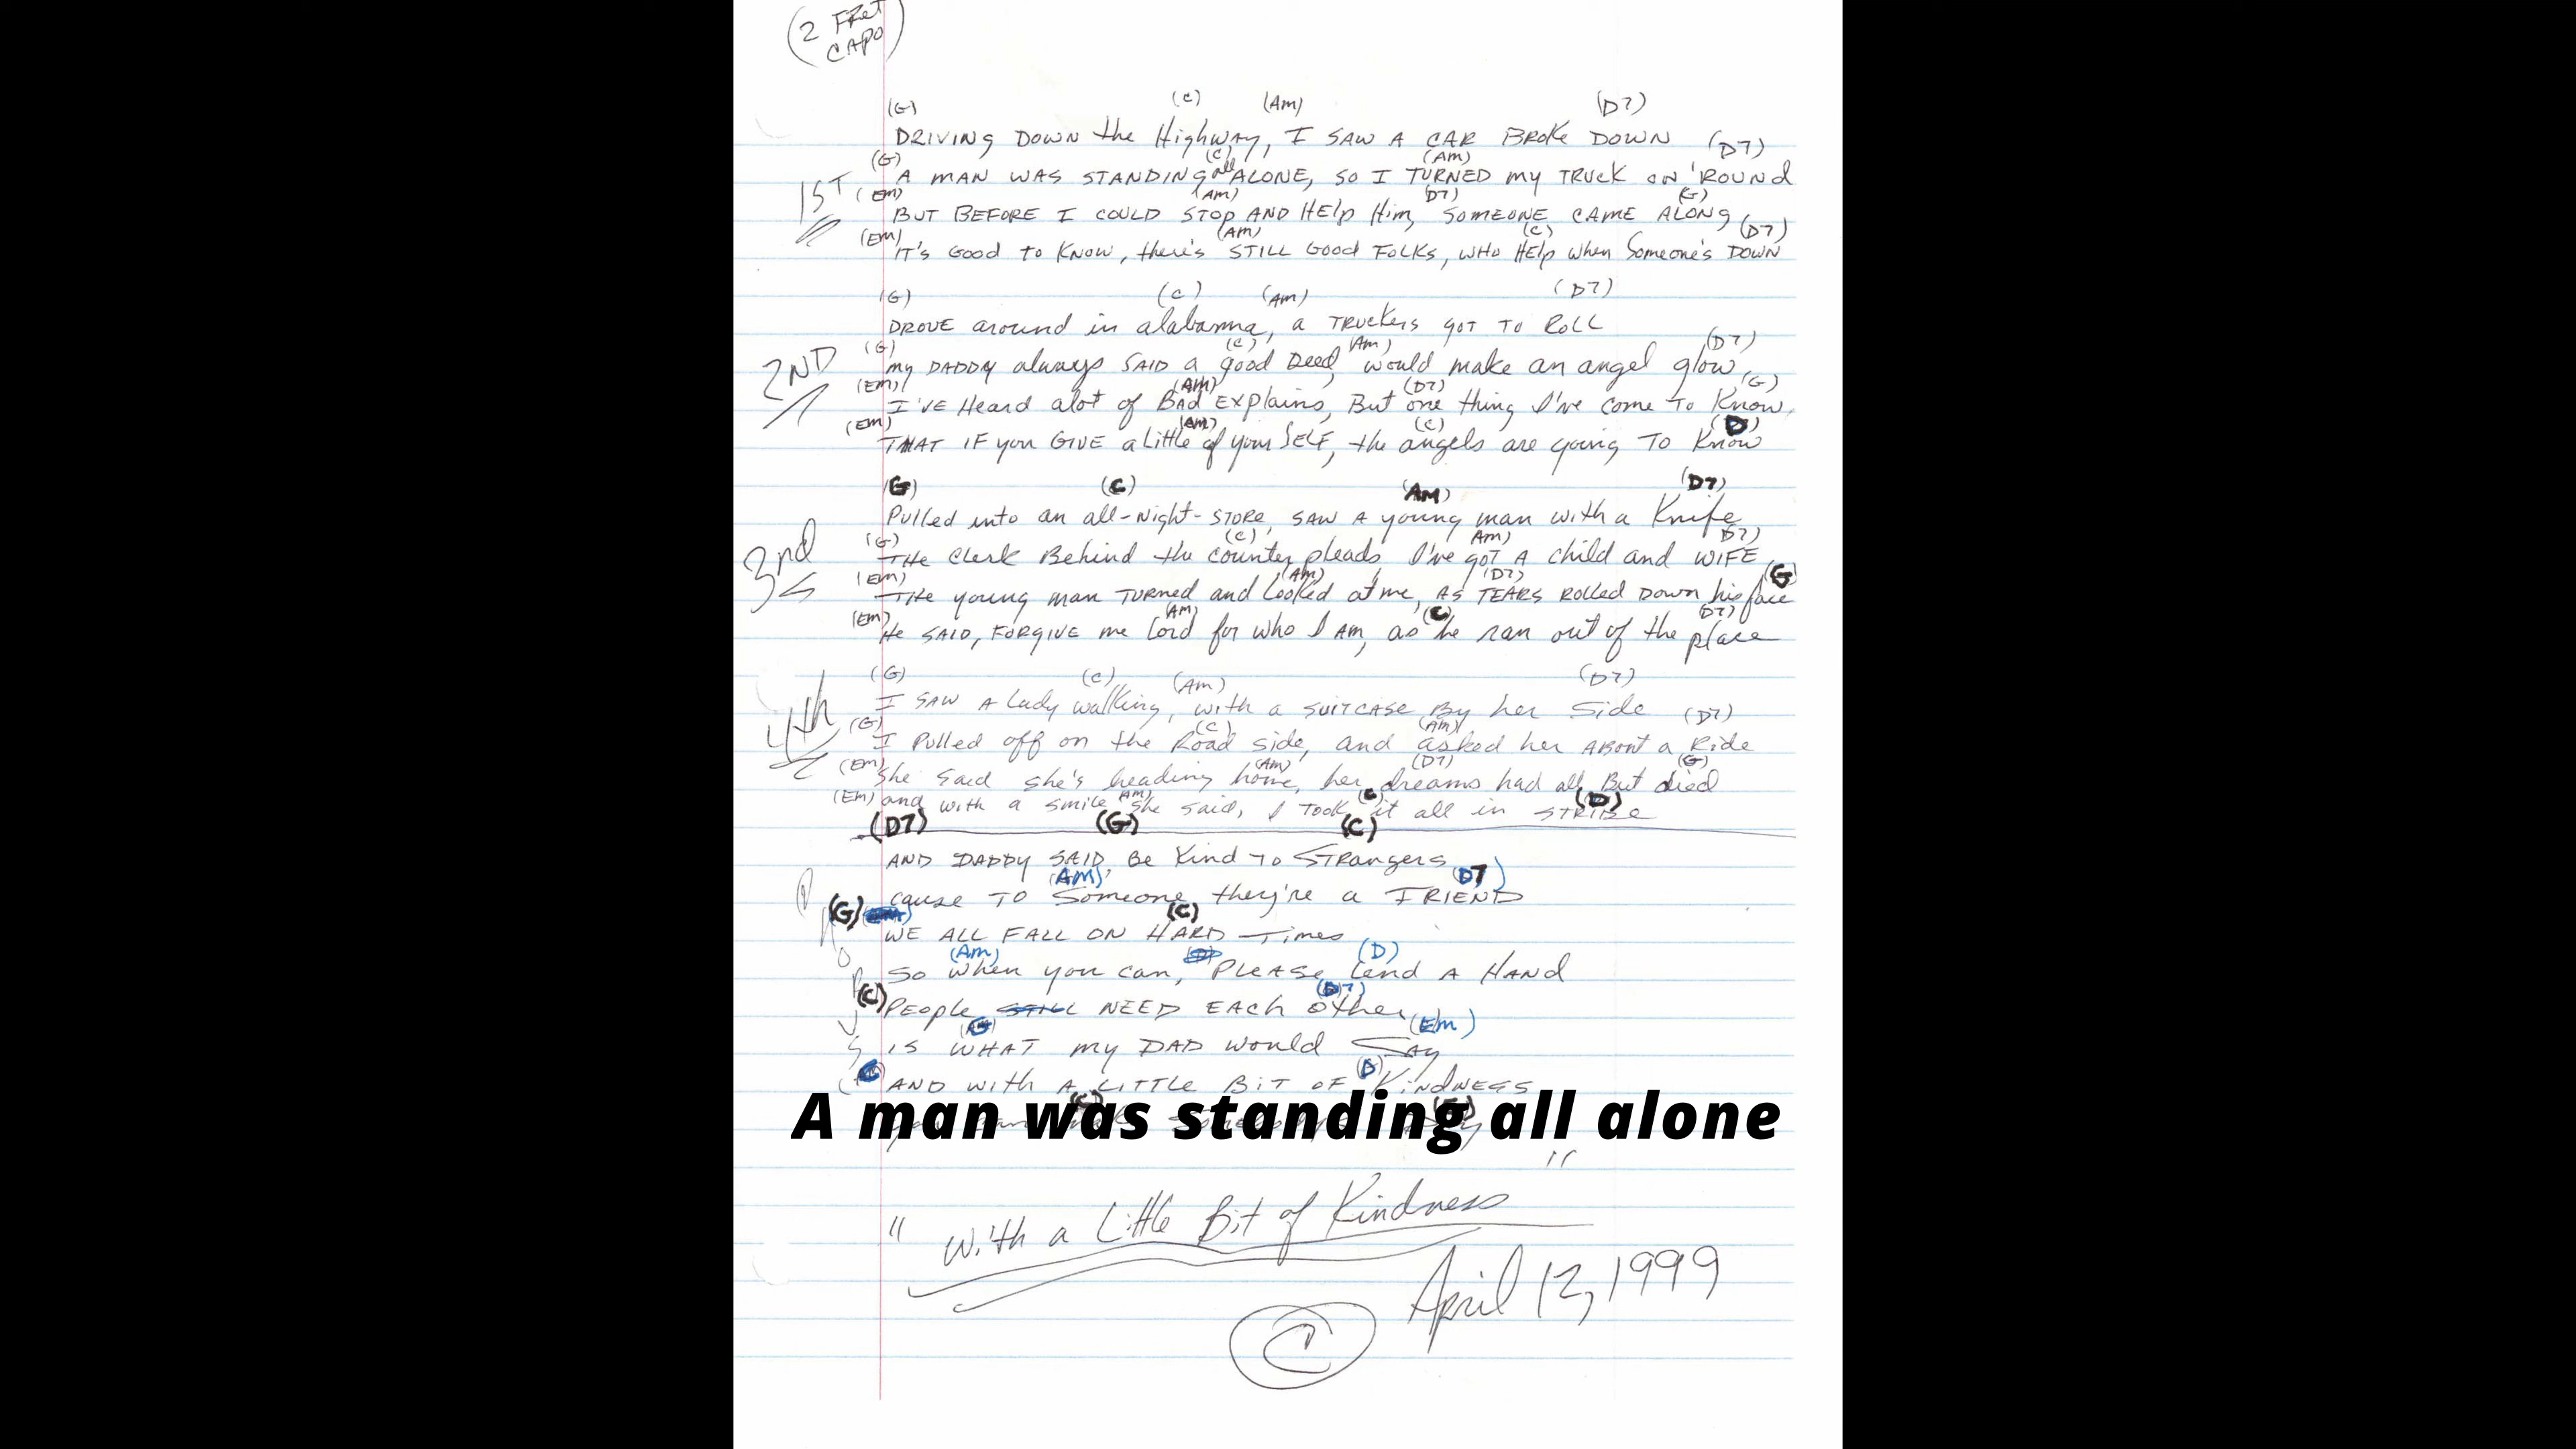 (2 FRET
CAPO)
(G) (C) (Am) (D7)
DRIVING DOWN the Highway, I SAW A CAR BROKE DOWN
(G) (C) (Am) (D7)
A MAN WAS STANDING all ALONE, SO I TURNED my TRUCK ON 'ROUND
1ST
(Em) (Am) (D7) (G)
BUT BEFORE I COULD STOP AND HELP Him, SOMEONE CAME ALONG
(Em) (Am) (C) (D7)
IT'S GOOD TO KNOW, there's STILL GOOD FOLKS, WHO HELP when Someone's DOWN
(G) (C) (Am) (D7)
DROVE around in alabama, a TRUCKers GOT TO ROLL
2ND
(G) (C) (Am) (D7)
my DADDY always SAID a good Deed, would make an angel glow
(Em) (Am) (D7) (G)
I'VE Heard alot of BAD Explains, But one thing I've come To Know,
(Em) (Am) (C) (D)
THAT IF you GIVE a Little of your SELF, the angels are going TO Know
(G) (C) (AM) (D7)
Pulled into an all-Night-STORE, SAW A young man with a Knife
3rd
(G) (C) (Am) (D7)
THE Clerk Behind the counter pleads, I've got A child and WIFE
(Em) (Am) (D7) (G)
THE young man TURNED and Looked at me, AS TEARS ROLLED DOWN his face
(Em) (AM) (C) (D7)
He SAID, FORGIVE me Lord for who I AM, as he ran out of the place
(G) (C) (Am) (D7)
I SAW A Lady walking, with a SUITCASE By her Side
4th
(G) (C) (Am) (D7)
I Pulled off on the Road side, and asked her ABOUT a Ride
(Em) (Am) (D7) (G)
She Said she's heading home, her dreams had all But died
(Em) (AM) (C) (D)
and with a smile she said, I Took it all in STRIDE
(D7) (G) (C)
AND DADDY SAID, Be Kind TO STRangers
(AM) (D7)
cause TO Someone they're a FRIEND
(G) (C)
WE ALL FALL ON HARD Times
(Am) (D)
SO when you can, PLEASE Lend A HAND
(C) (D7)
PEOPLE STILL NEED EACH other
(G) (Em)
IS WHAT my DAD would SAY
(C) (D)
AND with A LITTLE BIT OF KINDNESS
A man was standing all alone
"With a Little Bit of Kindness"
April 12, 1999
©